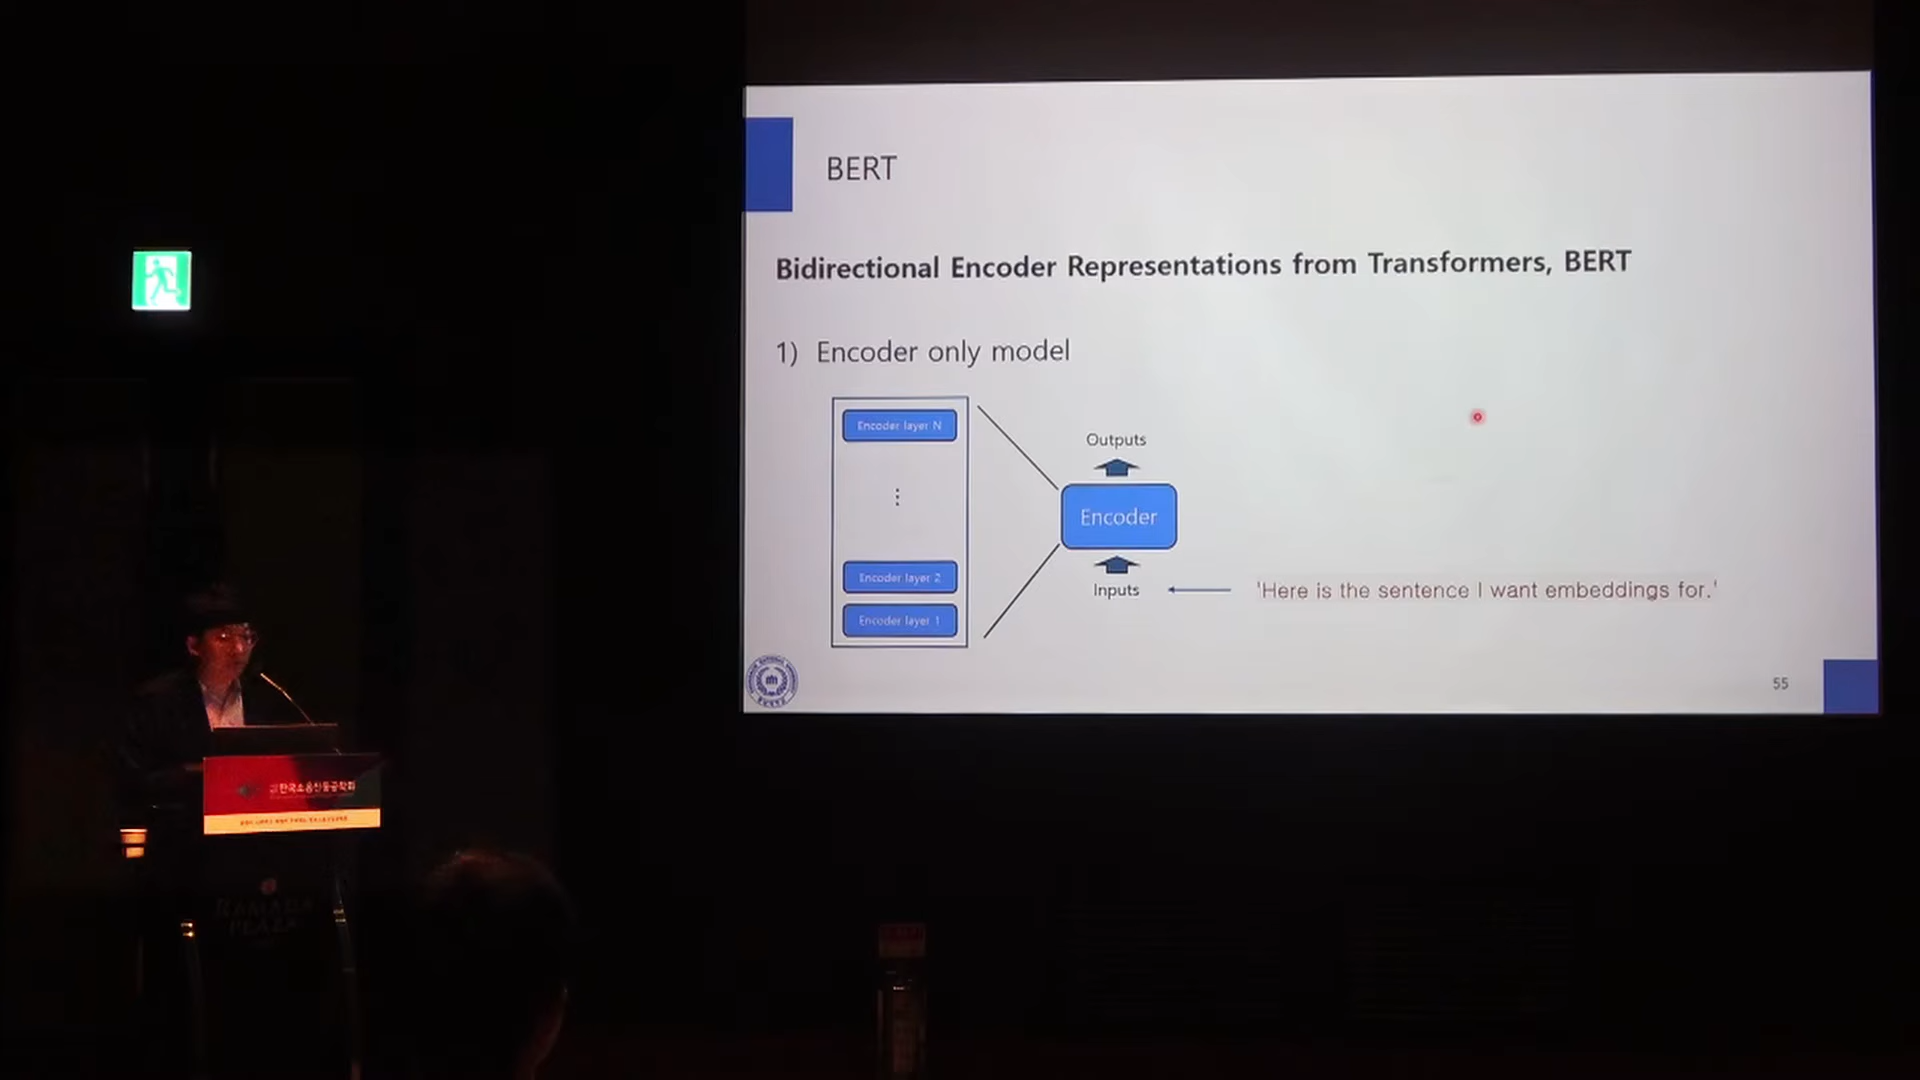 BERT
Bidirectional Encoder Representations from Transformers, BERT
1) Encoder only model
Encoder layer N
⋮
Encoder layer 2
Encoder layer 1
Outputs
Encoder
Inputs
'Here is the sentence I want embeddings for.'
55
한국소음진동공학회
RAMADA
PLAZA